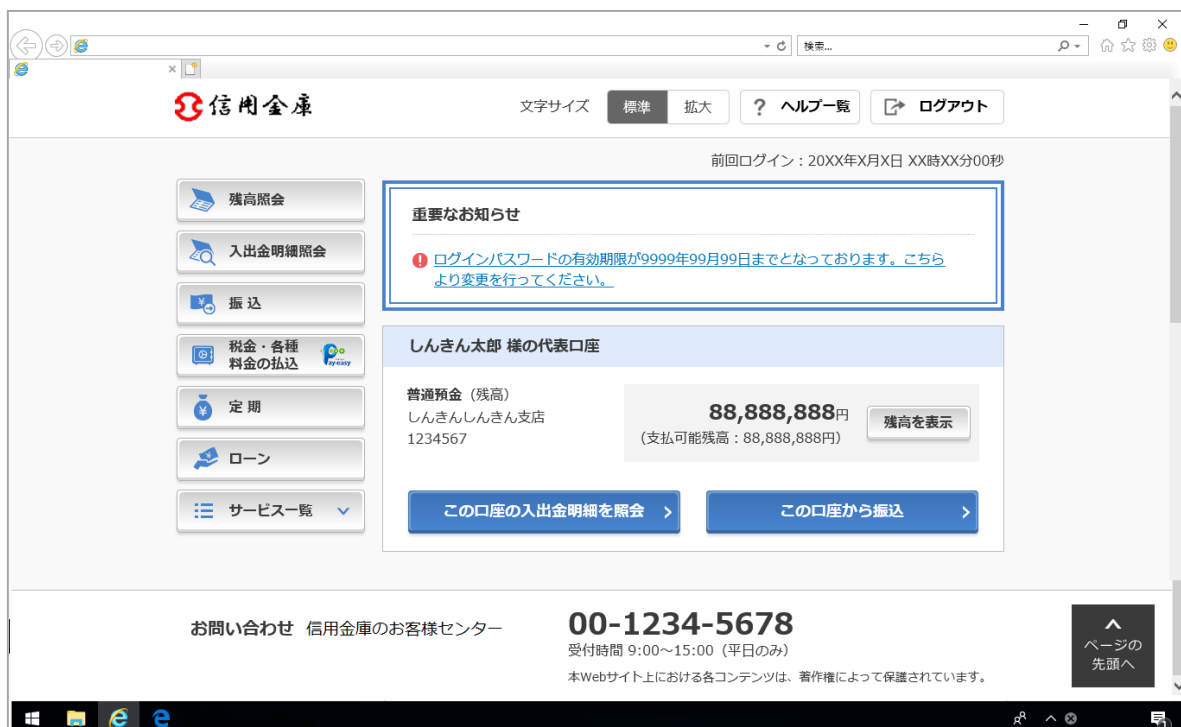 検索...
信用金庫
文字サイズ 標準 拡大 ? ヘルプ一覧 ログアウト
前回ログイン：20XX年X月X日 XX時XX分00秒
残高照会
入出金明細照会
振込
税金・各種
料金の払込
Pay-easy
定期
ローン
サービス一覧
重要なお知らせ
ログインパスワードの有効期限が9999年99月99日までとなっております。こちら
より変更を行ってください。
しんきん太郎 様の代表口座
普通預金（残高）
しんきんしんきん支店
1234567
88,888,888円
（支払可能残高：88,888,888円）
残高を表示
この口座の入出金明細を照会
この口座から振込
お問い合わせ 信用金庫のお客様センター
00-1234-5678
受付時間 9:00～15:00（平日のみ）
本Webサイト上における各コンテンツは、著作権によって保護されています。
ページの
先頭へ